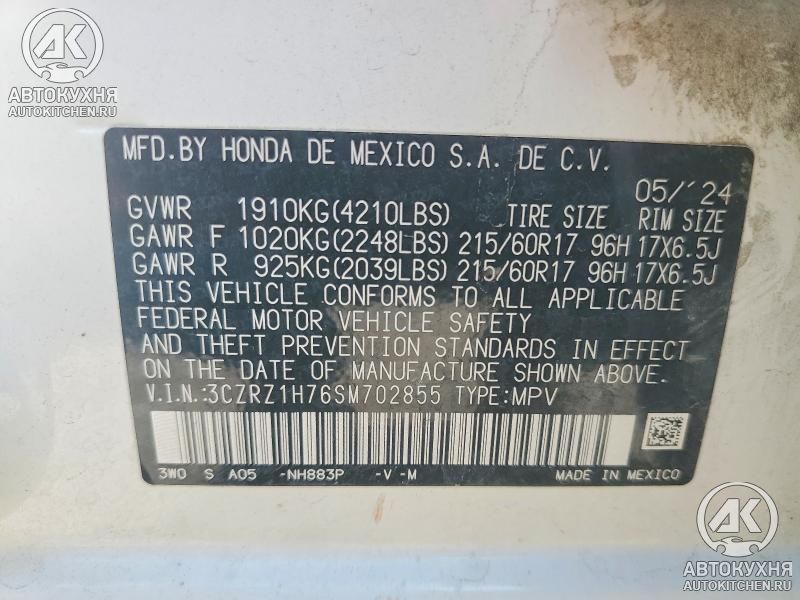 АК
АВТОКУХНЯ
AUTOKITCHEN.RU
MFD.BY HONDA DE MEXICO S.A. DE C.V.
05/'24
GVWR 1910KG(4210LBS) TIRE SIZE RIM SIZE
GAWR F 1020KG(2248LBS) 215/60R17 96H 17X6.5J
GAWR R 925KG(2039LBS) 215/60R17 96H 17X6.5J
THIS VEHICLE CONFORMS TO ALL APPLICABLE
FEDERAL MOTOR VEHICLE SAFETY
AND THEFT PREVENTION STANDARDS IN EFFECT
ON THE DATE OF MANUFACTURE SHOWN ABOVE.
V.I.N.:3CZRZ1H76SM702855 TYPE:MPV
3W0 S A05 -NH883P -V -M MADE IN MEXICO
АК
АВТОКУХНЯ
AUTOKITCHEN.RU